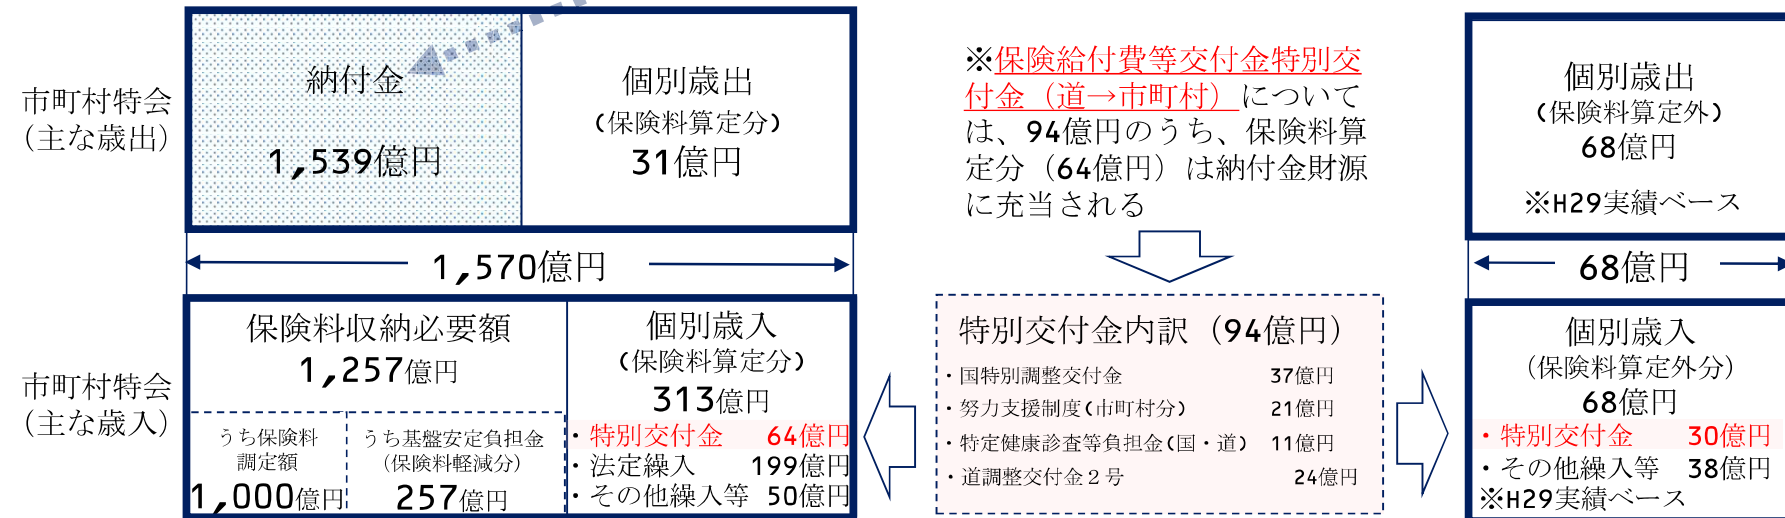 市町村特会
（主な歳出）
納付金
1,539億円
個別歳出
（保険料算定分）
31億円
※保険給付費等交付金特別交
付金（道→市町村）について
は、94億円のうち、保険料算
定分（64億円）は納付金財源
に充当される
個別歳出
（保険料算定外）
68億円
※H29実績ベース
1,570億円
68億円
市町村特会
（主な歳入）
保険料収納必要額
1,257億円
うち保険料
調定額
1,000億円
うち基盤安定負担金
（保険料軽減分）
257億円
個別歳入
（保険料算定分）
313億円
・特別交付金 64億円
・法定繰入 199億円
・その他繰入等 50億円
特別交付金内訳（94億円）
・国特別調整交付金 37億円
・努力支援制度(市町村分) 21億円
・特定健康診査等負担金(国・道) 11億円
・道調整交付金２号 24億円
個別歳入
（保険料算定外分）
68億円
・特別交付金 30億円
・その他繰入等 38億円
※H29実績ベース